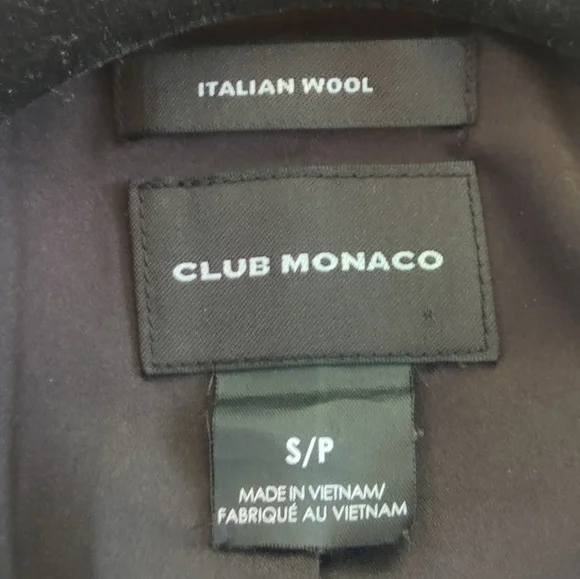 ITALIAN WOOL
CLUB MONACO
S/P
MADE IN VIETNAM/
FABRIQUÉ AU VIETNAM